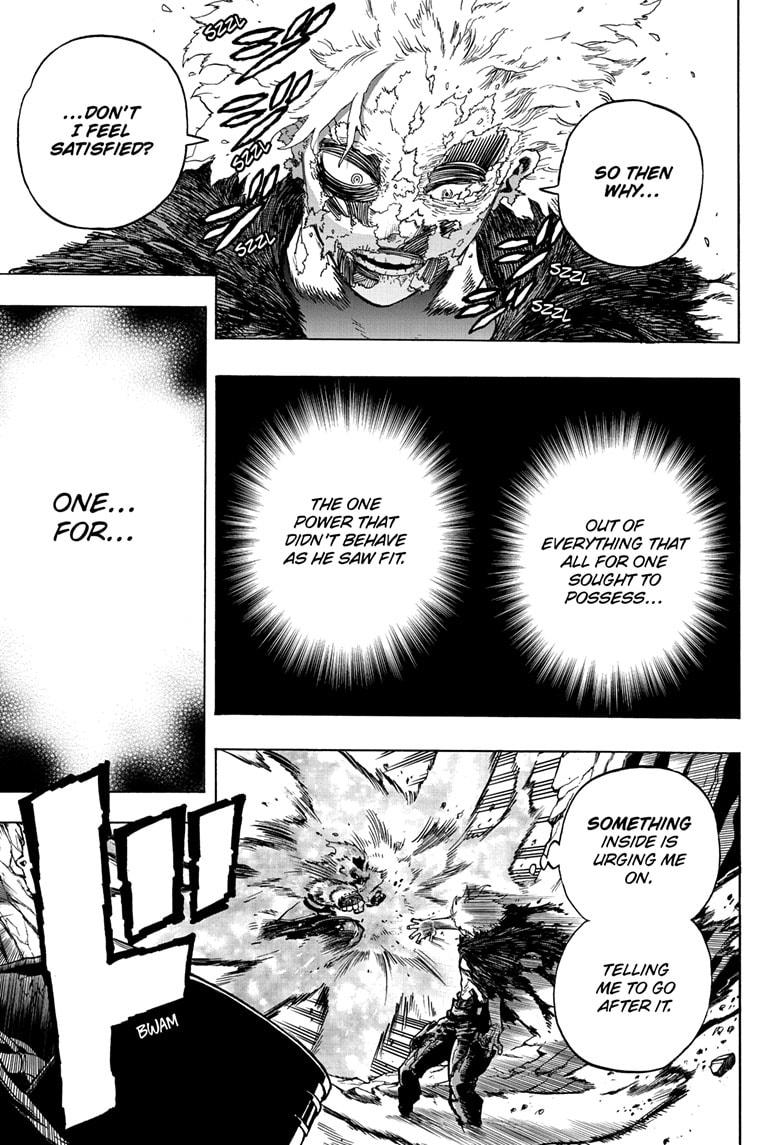 SO THEN
WHY...
...DON'T
I FEEL
SATISFIED?
SZZL
SZZL
SZZL
SZZL
SZZL
SZZL
OUT OF
EVERYTHING THAT
ALL FOR ONE
SOUGHT TO
POSSESS...
THE ONE
POWER THAT
DIDN'T BEHAVE
AS HE SAW FIT.
ONE...
FOR...
SOMETHING
INSIDE IS
URGING ME
ON.
TELLING
ME TO GO
AFTER IT.
BWAM